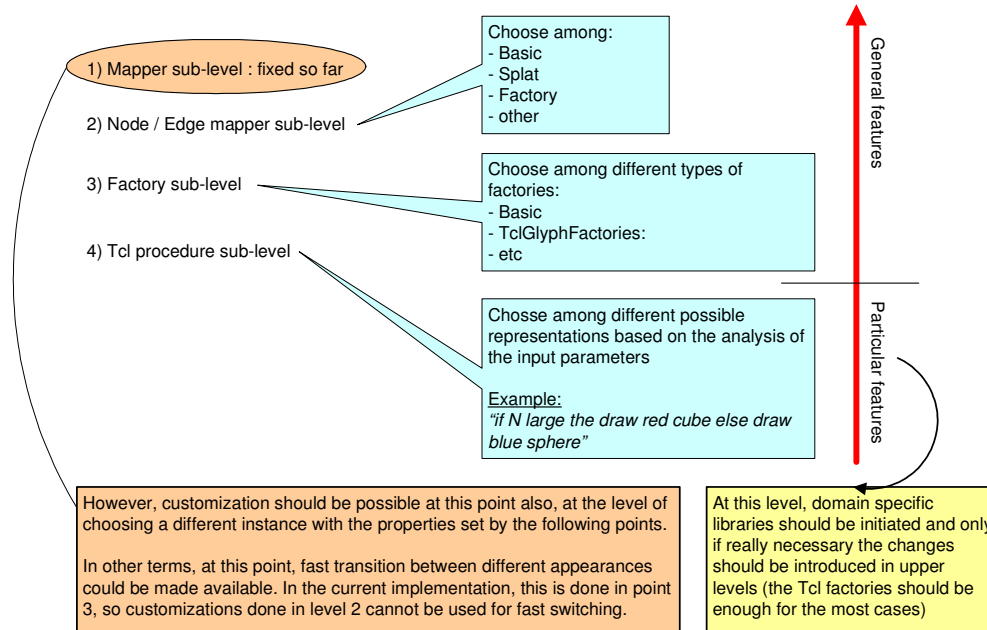 1) Mapper sub-level : fixed so far
2) Node / Edge mapper sub-level
3) Factory sub-level
4) Tcl procedure sub-level
Choose among:
- Basic
- Splat
- Factory
- other
Choose among different types of
factories:
- Basic
- TclGlyphFactories:
- etc
Chosse among different possible
representations based on the analysis of
the input parameters
Example:
“if N large the draw red cube else draw
blue sphere”
General features
Particular features
However, customization should be possible at this point also, at the level of
choosing a different instance with the properties set by the following points.
In other terms, at this point, fast transition between different appearances
could be made available. In the current implementation, this is done in point
3, so customizations done in level 2 cannot be used for fast switching.
At this level, domain specific
libraries should be initiated and only
if really necessary the changes
should be introduced in upper
levels (the Tcl factories should be
enough for the most cases)